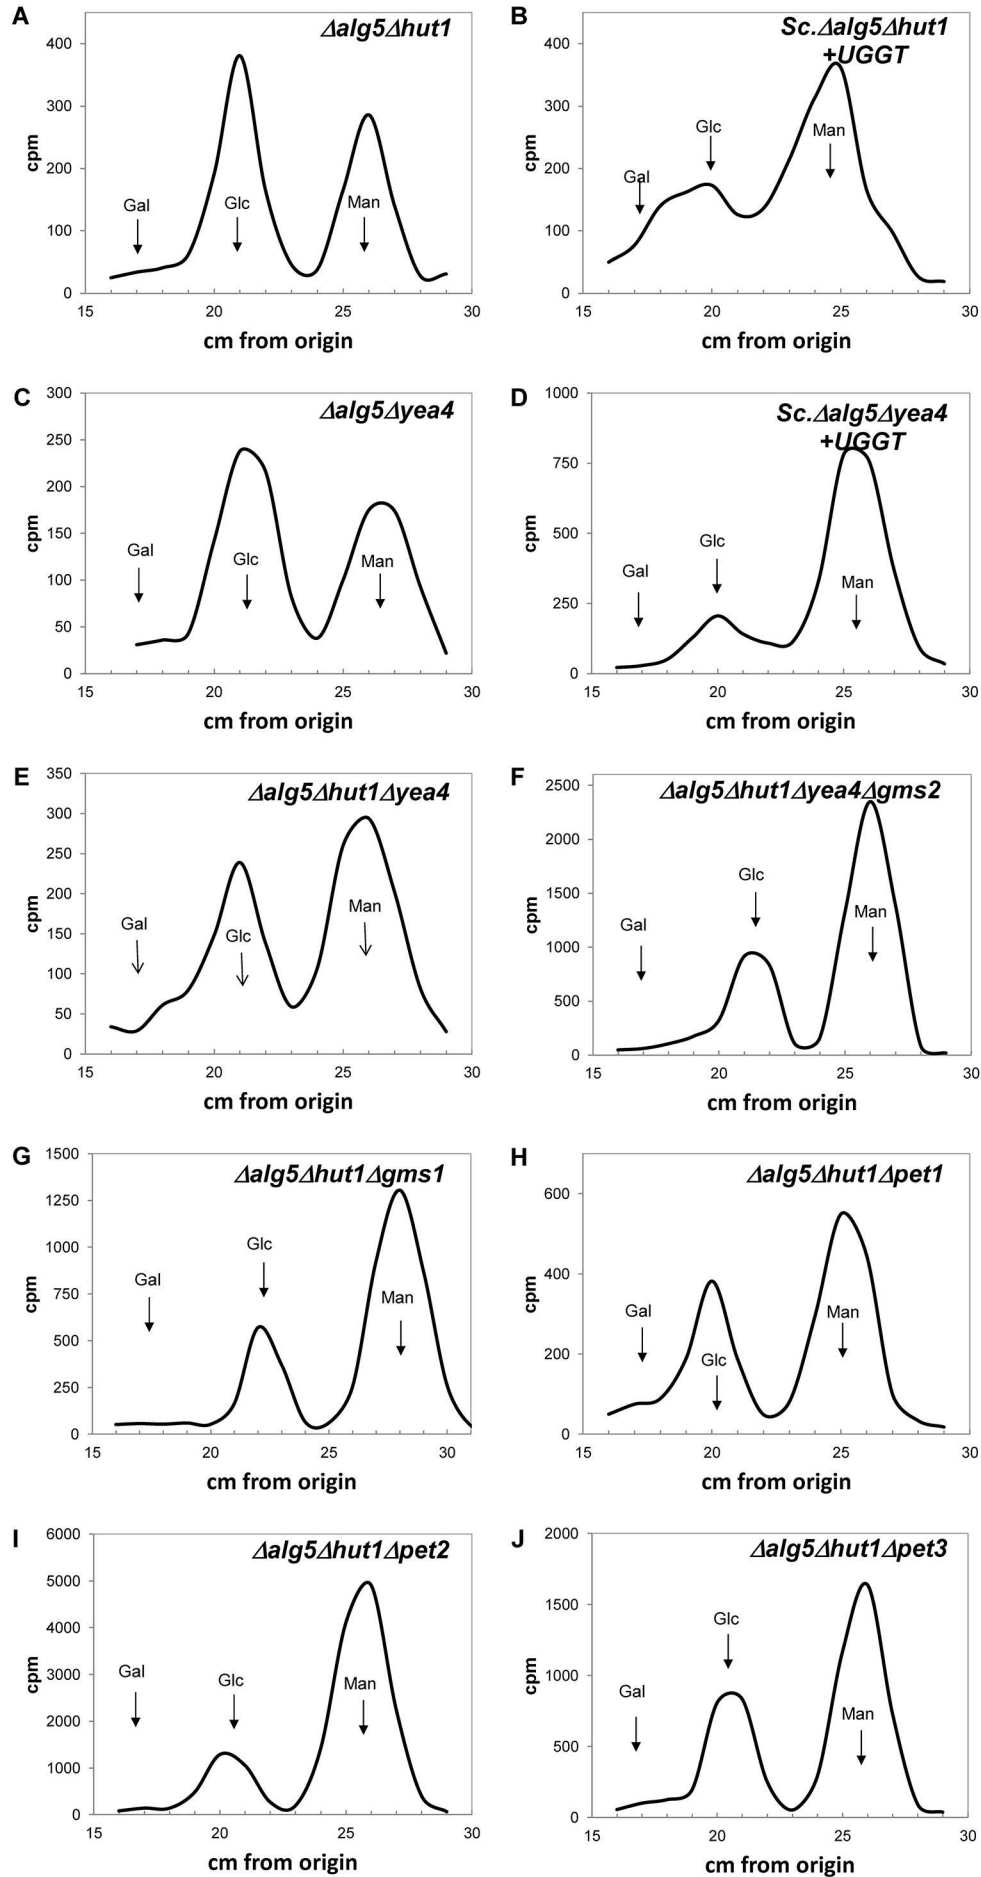 A
Δalg5Δhut1
400
300
200
100
0
cpm
Gal
Glc
Man
15
20
25
30
cm from origin
B
Sc.Δalg5Δhut1
+UGGT
400
300
200
100
0
cpm
Gal
Glc
Man
15
20
25
30
cm from origin
C
Δalg5Δyea4
300
250
200
150
100
50
0
cpm
Gal
Glc
Man
15
20
25
30
cm from origin
D
Sc.Δalg5Δyea4
+UGGT
1000
750
500
250
0
cpm
Gal
Glc
Man
15
20
25
30
cm from origin
E
Δalg5Δhut1Δyea4
350
300
250
200
150
100
50
0
cpm
Gal
Glc
Man
15
20
25
30
cm from origin
F
Δalg5Δhut1Δyea4Δgms2
2500
2000
1500
1000
500
0
cpm
Gal
Glc
Man
15
20
25
30
cm from origin
G
Δalg5Δhut1Δgms1
1500
1250
1000
750
500
250
0
cpm
Gal
Glc
Man
15
20
25
30
cm from origin
H
Δalg5Δhut1Δpet1
600
400
200
0
cpm
Gal
Glc
Man
15
20
25
30
cm from origin
I
Δalg5Δhut1Δpet2
6000
5000
4000
3000
2000
1000
0
cpm
Gal
Glc
Man
15
20
25
30
cm from origin
J
Δalg5Δhut1Δpet3
2000
1500
1000
500
0
cpm
Gal
Glc
Man
15
20
25
30
cm from origin